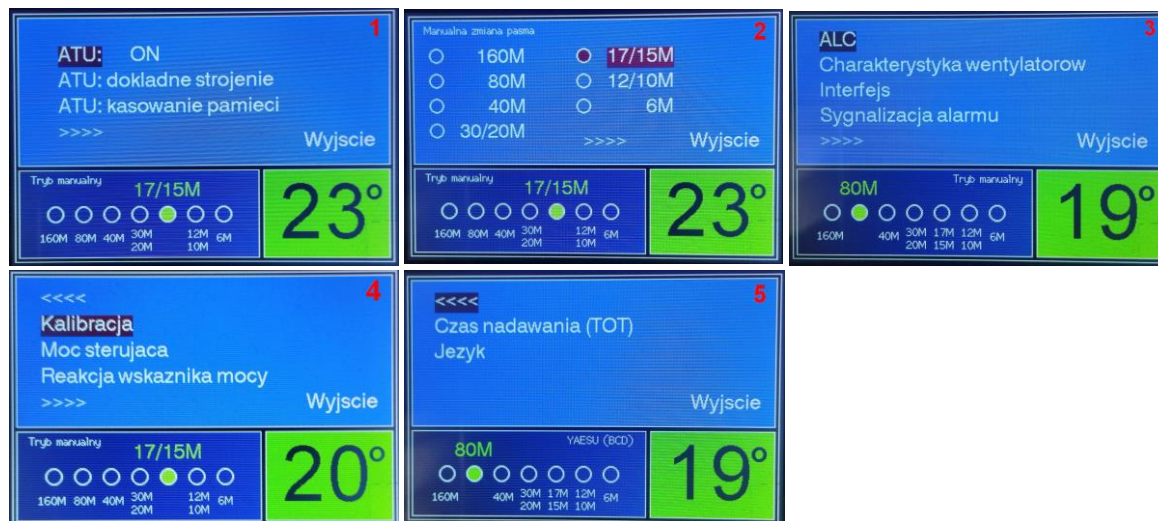 1
ATU: ON
ATU: dokladne strojenie
ATU: kasowanie pamieci
>>>>
Wyjscie
Tryb manualny
17/15M
160M 80M 40M 30M 20M 12M 10M 6M
23°
2
Manualna zmiana pasma
160M 17/15M
80M 12/10M
40M 6M
30/20M
>>>> Wyjscie
Tryb manualny
17/15M
160M 80M 40M 30M 20M 12M 10M 6M
23°
3
ALC
Charakterystyka wentylatorow
Interfejs
Sygnalizacja alarmu
>>>>
Wyjscie
Tryb manualny
80M
160M 40M 30M 20M 17M 15M 12M 10M 6M
19°
4
<<<<
Kalibracja
Moc sterujaca
Reakcja wskaznika mocy
>>>>
Wyjscie
Tryb manualny
17/15M
160M 80M 40M 30M 20M 12M 10M 6M
20°
5
<<<<
Czas nadawania (TOT)
Jezyk
Wyjscie
YAESU (BCD)
80M
160M 40M 30M 20M 17M 15M 12M 10M 6M
19°